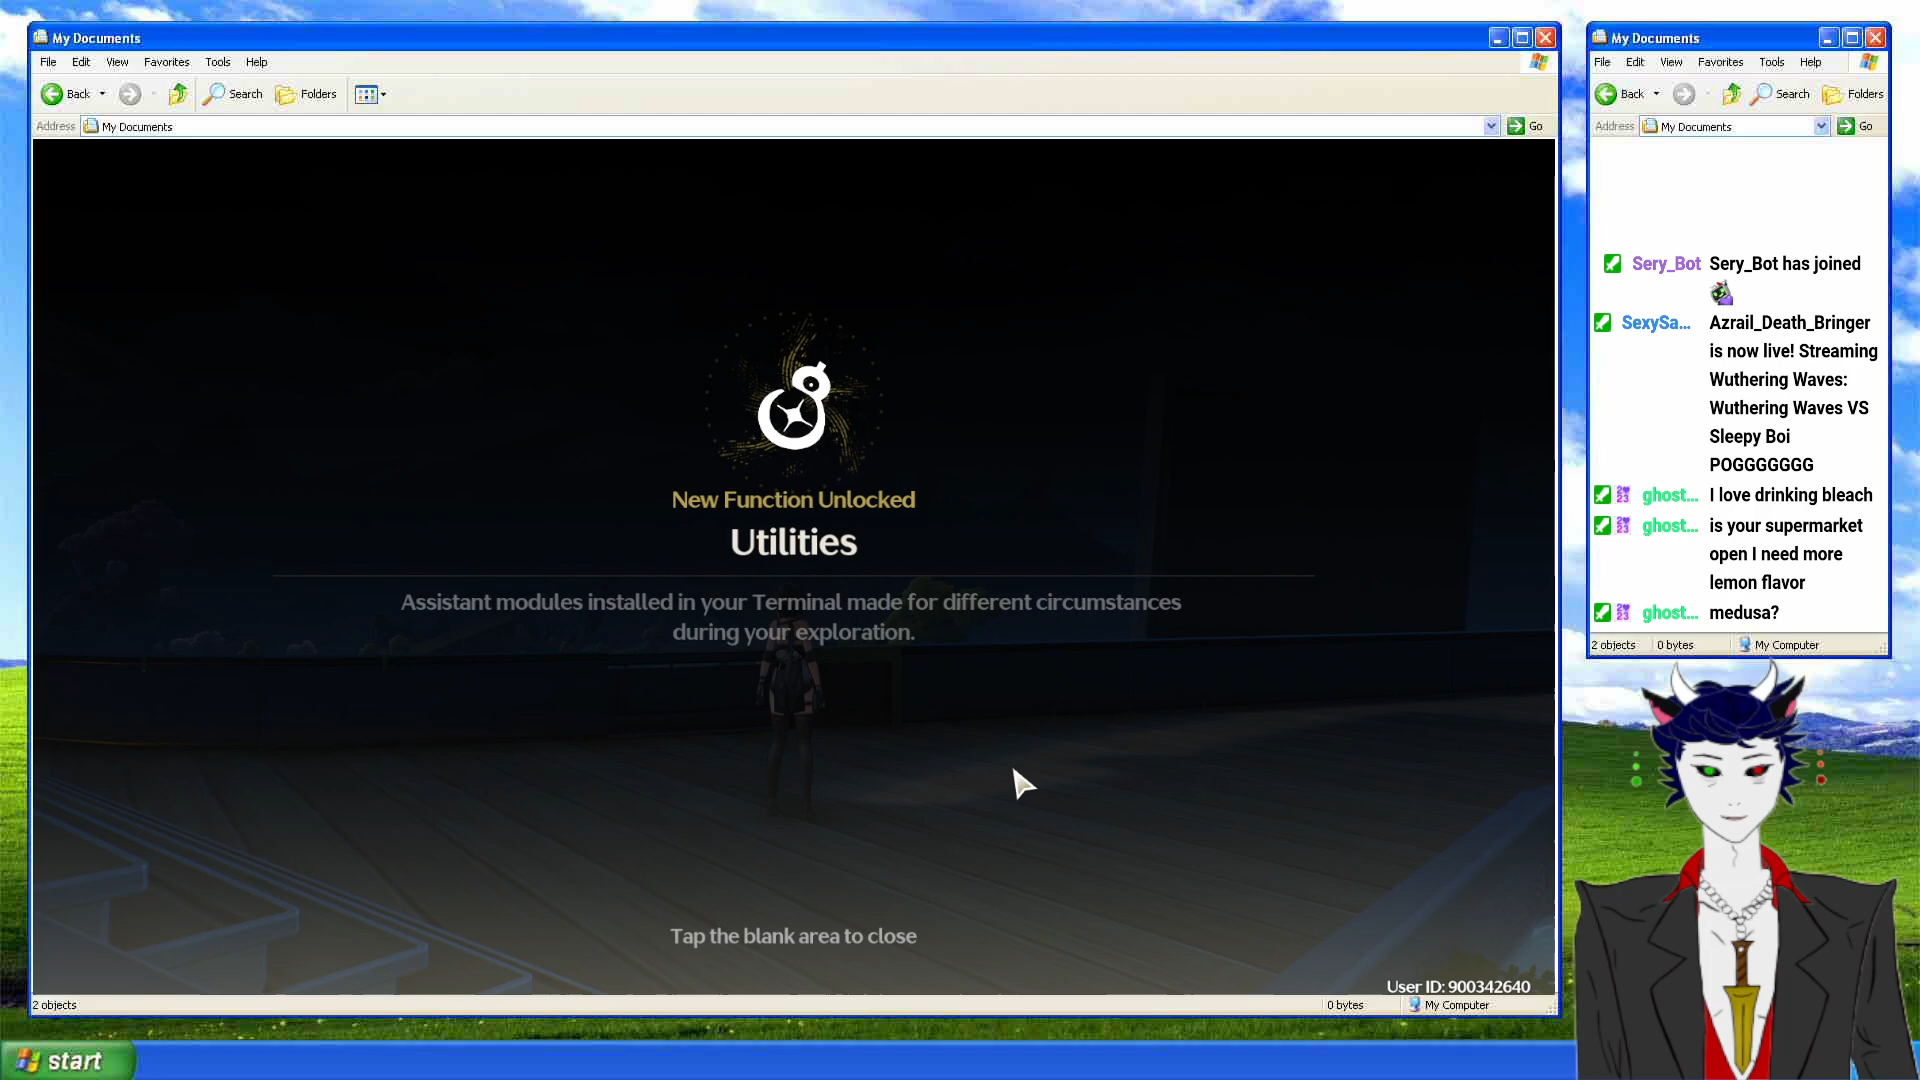 My Documents
File Edit View Favorites Tools Help
Back Search Folders
Address My Documents Go
New Function Unlocked
Utilities
Assistant modules installed in your Terminal made for different circumstances
during your exploration.
Tap the blank area to close
User ID: 900342640
2 objects 0 bytes My Computer
My Documents
File Edit View Favorites Tools Help
Back Search Folders
Address My Documents Go
Sery_Bot Sery_Bot has joined
SexySa... Azrail_Death_Bringer
is now live! Streaming
Wuthering Waves:
Wuthering Waves VS
Sleepy Boi
POGGGGGGG
ghost... I love drinking bleach
ghost... is your supermarket
open I need more
lemon flavor
ghost... medusa?
2 objects 0 bytes My Computer
start